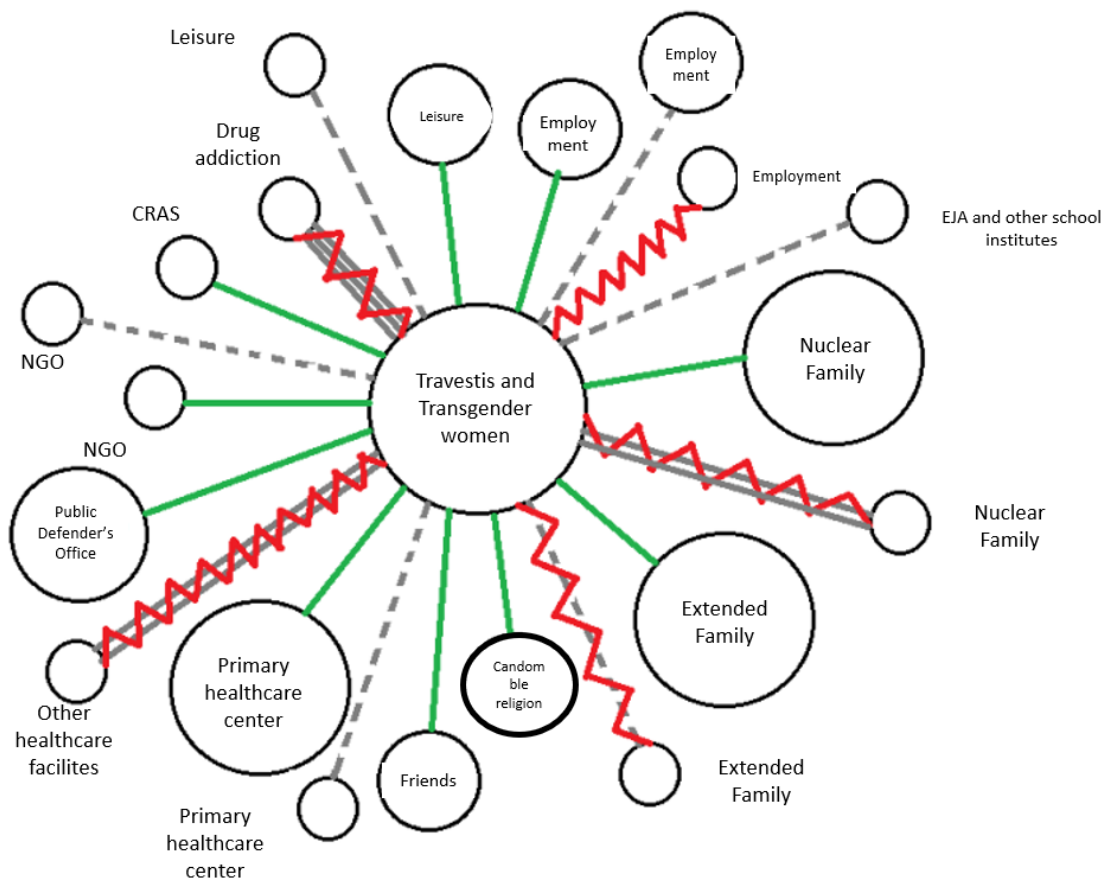 Leisure
Employ
ment
Leisure
Employ
ment
Drug
addiction
Employment
CRAS
EJA and other school
institutes
NGO
Nuclear
Family
Travestis and
Transgender
women
NGO
Public
Defender's
Office
Nuclear
Family
Extended
Family
Primary
healthcare
center
Candom
ble
religion
Other
healthcare
facilites
Friends
Extended
Family
Primary
healthcare
center